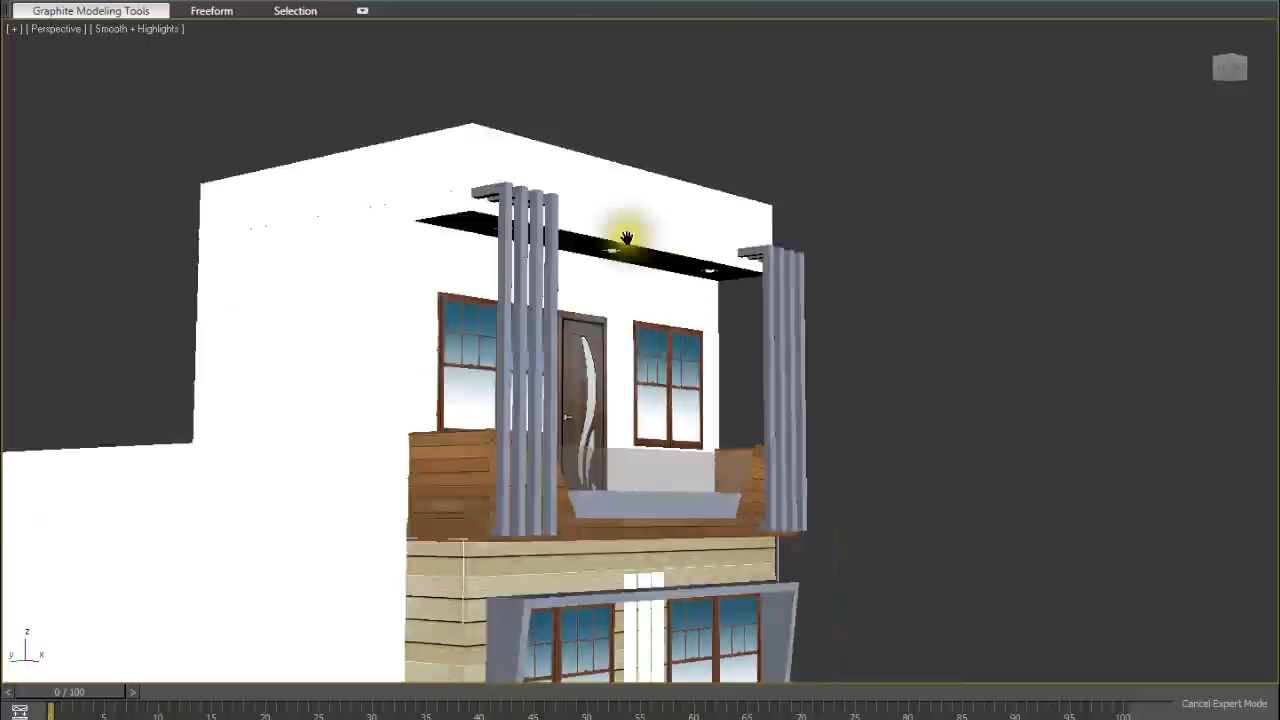 Graphite Modeling Tools Freeform Selection
[ + ] [ Perspective ] [ Smooth + Highlights ]
z
y x
< 0 / 100 >
5 10 15 20 25 30 35 40 45 50 55 60 65 70 75 80 85 90 95 100
Cancel Expert Mode